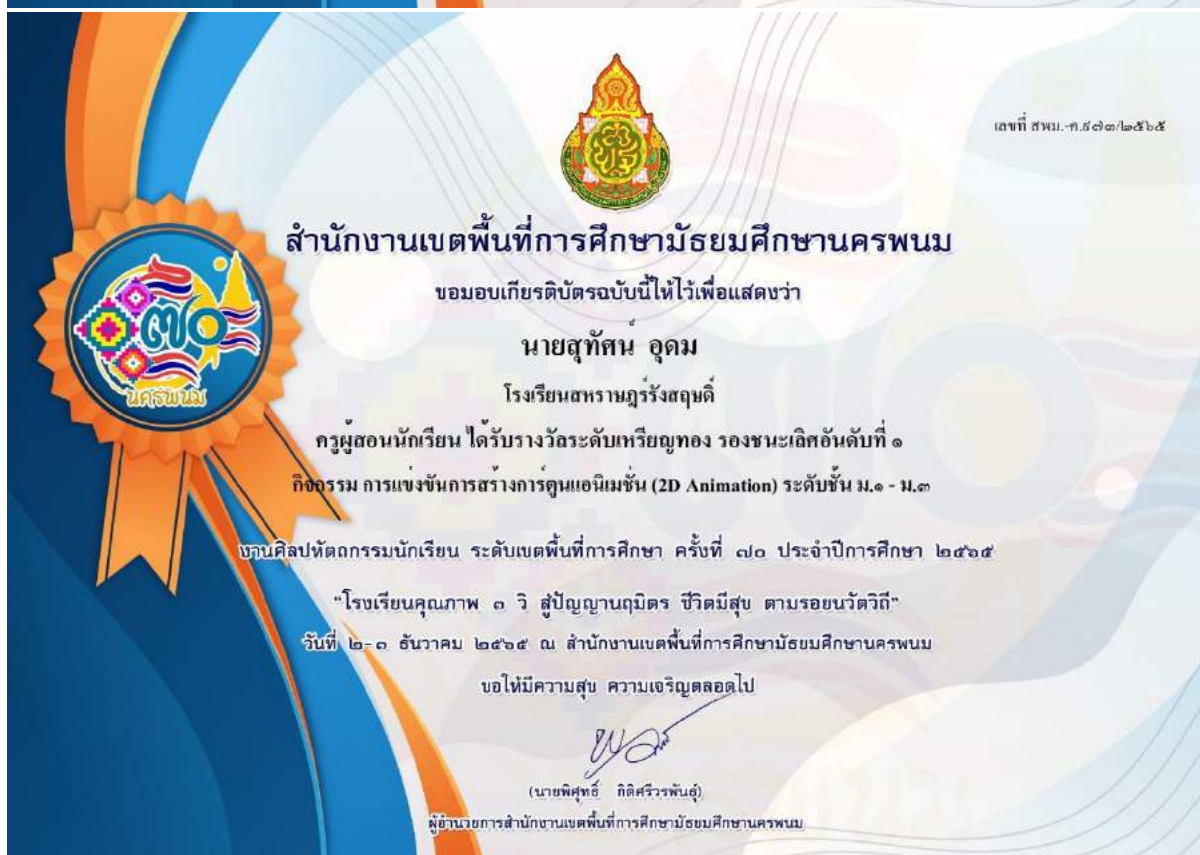 เลขที่ สพม.-ค.๕๗๓/๒๕๖๕
สำนักงานเขตพื้นที่การศึกษามัธยมศึกษานครพนม
ขอมอบเกียรติบัตรฉบับนี้ให้ไว้เพื่อแสดงว่า
นายสุทัศน์ อุดม
โรงเรียนสหราษฎร์รังสฤษดิ์
ครูผู้สอนนักเรียน ได้รับรางวัลระดับเหรียญทอง รองชนะเลิศอันดับที่ ๑
กิจกรรม การแข่งขันการสร้างการ์ตูนแอนิเมชั่น (2D Animation) ระดับชั้น ม.๑ - ม.๓
งานศิลปหัตถกรรมนักเรียน ระดับเขตพื้นที่การศึกษา ครั้งที่ ๗๐ ประจำปีการศึกษา ๒๕๖๕
“โรงเรียนคุณภาพ ๓ วิ สู่ปัญญานฤมิตร ชีวิตมีสุข ตามรอยนวัตวิถี”
วันที่ ๒-๓ ธันวาคม ๒๕๖๕ ณ สำนักงานเขตพื้นที่การศึกษามัธยมศึกษานครพนม
ขอให้มีความสุข ความเจริญตลอดไป
(นายพิศุทธิ์ กิติศรีวรพันธุ์)
ผู้อำนวยการสำนักงานเขตพื้นที่การศึกษามัธยมศึกษานครพนม
๗๐
นครพนม